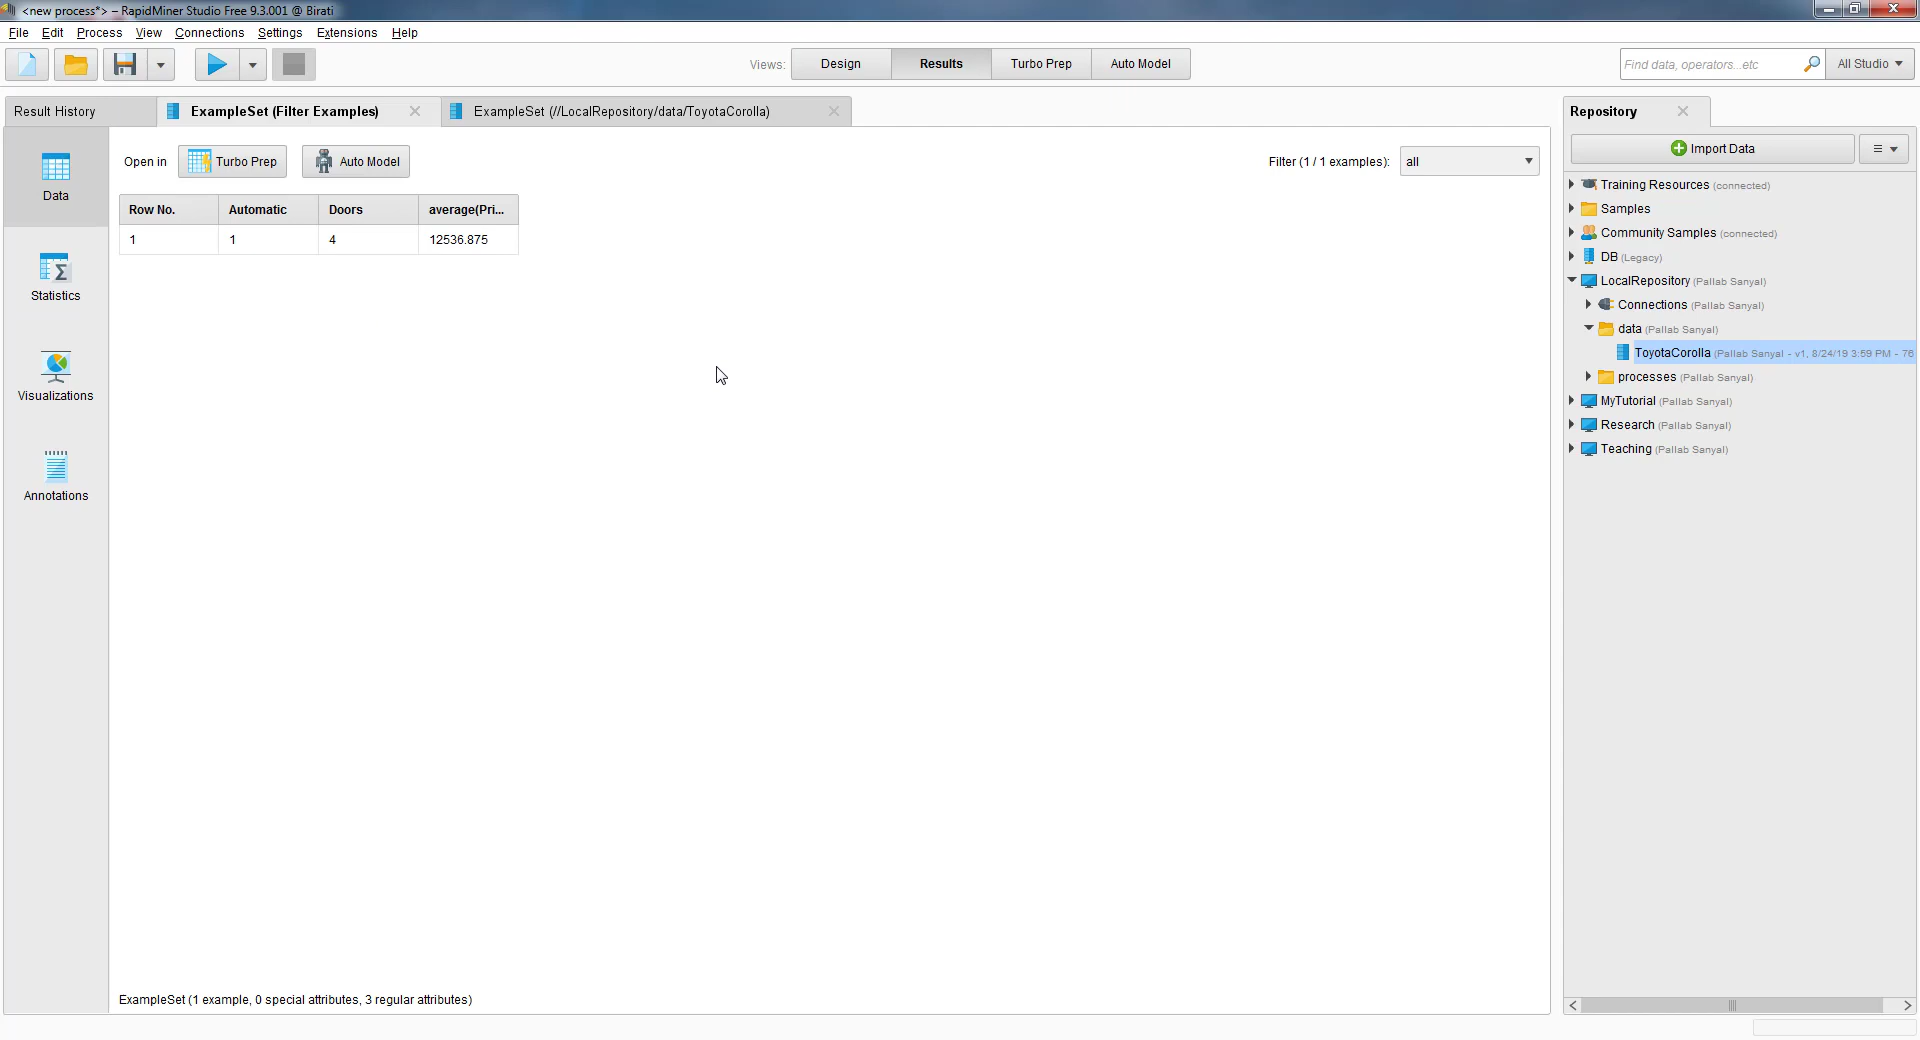 <new process*> – RapidMiner Studio Free 9.3.001 @ Birati
File Edit Process View Connections Settings Extensions Help
Views: Design Results Turbo Prep Auto Model
Find data, operators...etc All Studio
Result History ExampleSet (Filter Examples) ExampleSet (//LocalRepository/data/ToyotaCorolla)
Repository
Data
Statistics
Visualizations
Annotations
Open in Turbo Prep Auto Model
Filter (1 / 1 examples): all
Row No. Automatic Doors average(Pri...
1 1 4 12536.875
ExampleSet (1 example, 0 special attributes, 3 regular attributes)
Import Data
Training Resources (connected)
Samples
Community Samples (connected)
DB (Legacy)
LocalRepository (Pallab Sanyal)
Connections (Pallab Sanyal)
data (Pallab Sanyal)
ToyotaCorolla (Pallab Sanyal - v1, 8/24/19 3:59 PM - 76
processes (Pallab Sanyal)
MyTutorial (Pallab Sanyal)
Research (Pallab Sanyal)
Teaching (Pallab Sanyal)